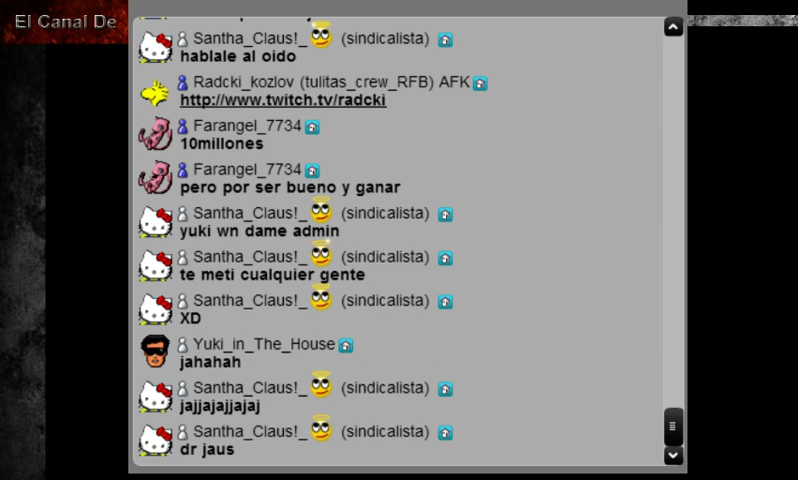 El Canal De
Santha_Claus!_ (sindicalista)
hablale al oido
Radcki_kozlov (tulitas_crew_RFB) AFK
http://www.twitch.tv/radcki
Farangel_7734
10millones
Farangel_7734
pero por ser bueno y ganar
Santha_Claus!_ (sindicalista)
yuki wn dame admin
Santha_Claus!_ (sindicalista)
te meti cualquier gente
Santha_Claus!_ (sindicalista)
XD
Yuki_in_The_House
jahahah
Santha_Claus!_ (sindicalista)
jajjajajjajaj
Santha_Claus!_ (sindicalista)
dr jaus